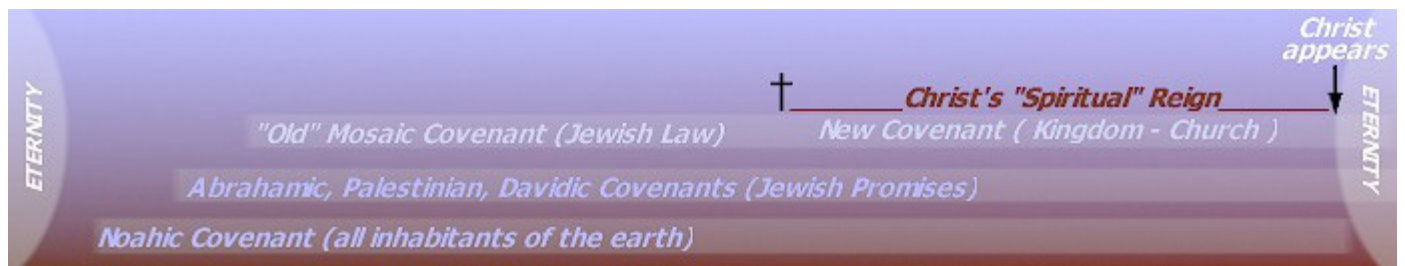 Christ
appears
ETERNITY
Christ's "Spiritual" Reign
"Old" Mosaic Covenant (Jewish Law)
New Covenant ( Kingdom - Church )
ETERNITY
Abrahamic, Palestinian, Davidic Covenants (Jewish Promises)
Noahic Covenant (all inhabitants of the earth)